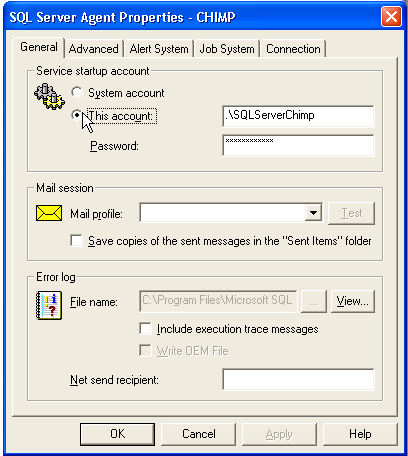 SQL Server Agent Properties - CHIMP
General Advanced Alert System Job System Connection
Service startup account
System account
This account: .\SQLServerChimp
Password: ************
Mail session
Mail profile: Test
Save copies of the sent messages in the "Sent Items" folder
Error log
File name: C:\Program Files\Microsoft SQL ... View...
Include execution trace messages
Write OEM File
Net send recipient:
OK Cancel Apply Help